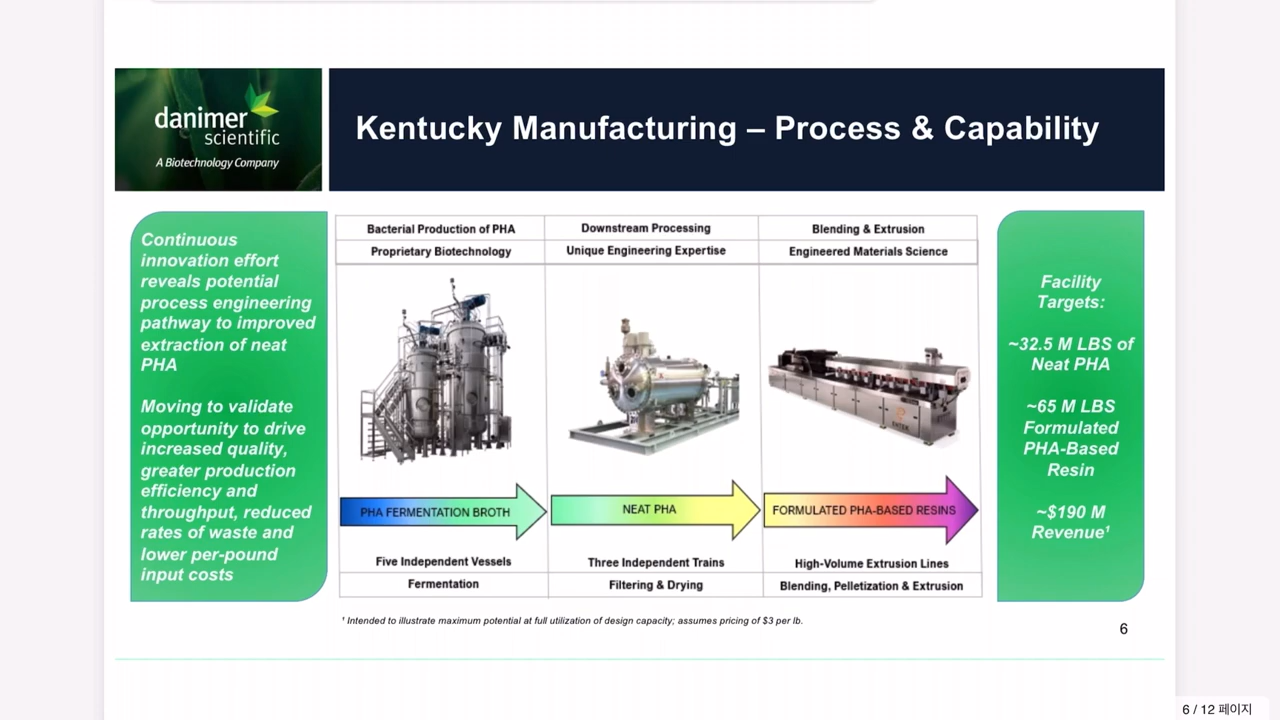 danimer
scientific
A Biotechnology Company
Kentucky Manufacturing – Process & Capability
Continuous
innovation effort
reveals potential
process engineering
pathway to improved
extraction of neat
PHA
Moving to validate
opportunity to drive
increased quality,
greater production
efficiency and
throughput, reduced
rates of waste and
lower per-pound
input costs
Bacterial Production of PHA
Proprietary Biotechnology
PHA FERMENTATION BROTH
Five Independent Vessels
Fermentation
Downstream Processing
Unique Engineering Expertise
NEAT PHA
Three Independent Trains
Filtering & Drying
Blending & Extrusion
Engineered Materials Science
FORMULATED PHA-BASED RESINS
High-Volume Extrusion Lines
Blending, Pelletization & Extrusion
Facility
Targets:
~32.5 M LBS of
Neat PHA
~65 M LBS
Formulated
PHA-Based
Resin
~$190 M
Revenue¹
¹ Intended to illustrate maximum potential at full utilization of design capacity; assumes pricing of $3 per lb.
6
6 / 12 페이지